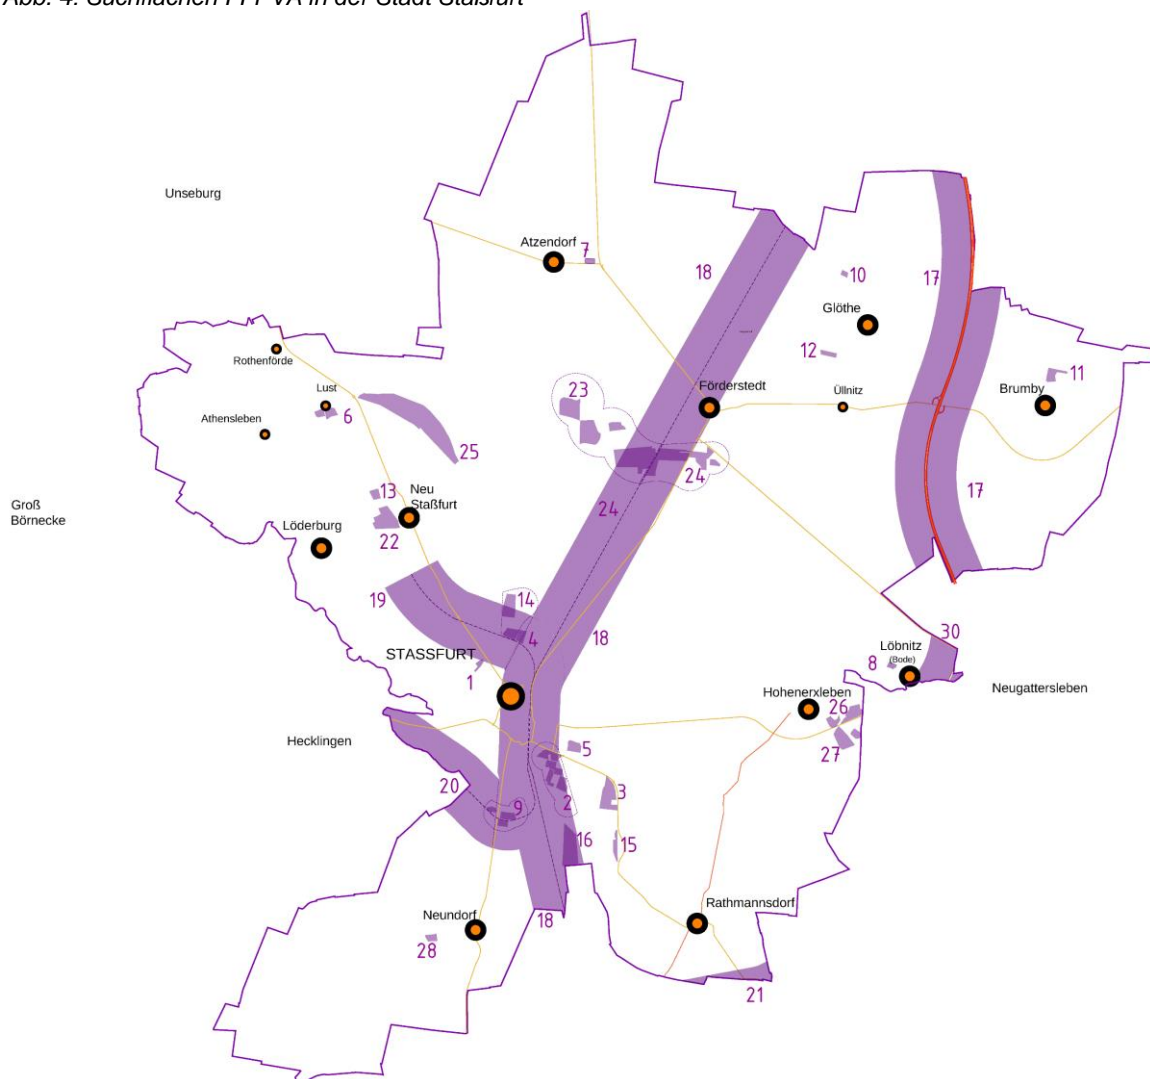 Abb. 4: Suchflächen FFPVA in der Stadt Staßfurt
Unseburg
Atzendorf
7
18
10
17
Glöthe
12
Rothenförde
Lust
6
Athensleben
23
Förderstedt
Üllnitz
Brumby
11
25
24
13
Neu
Staßfurt
22
24
17
Groß
Börnecke
Löderburg
19
14
4
18
STASSFURT
1
30
Löbnitz
(Bode)
8
Neugattersleben
Hohenerxleben
26
27
Hecklingen
5
20
9
2
3
16
15
Neundorf
28
18
Rathmannsdorf
21